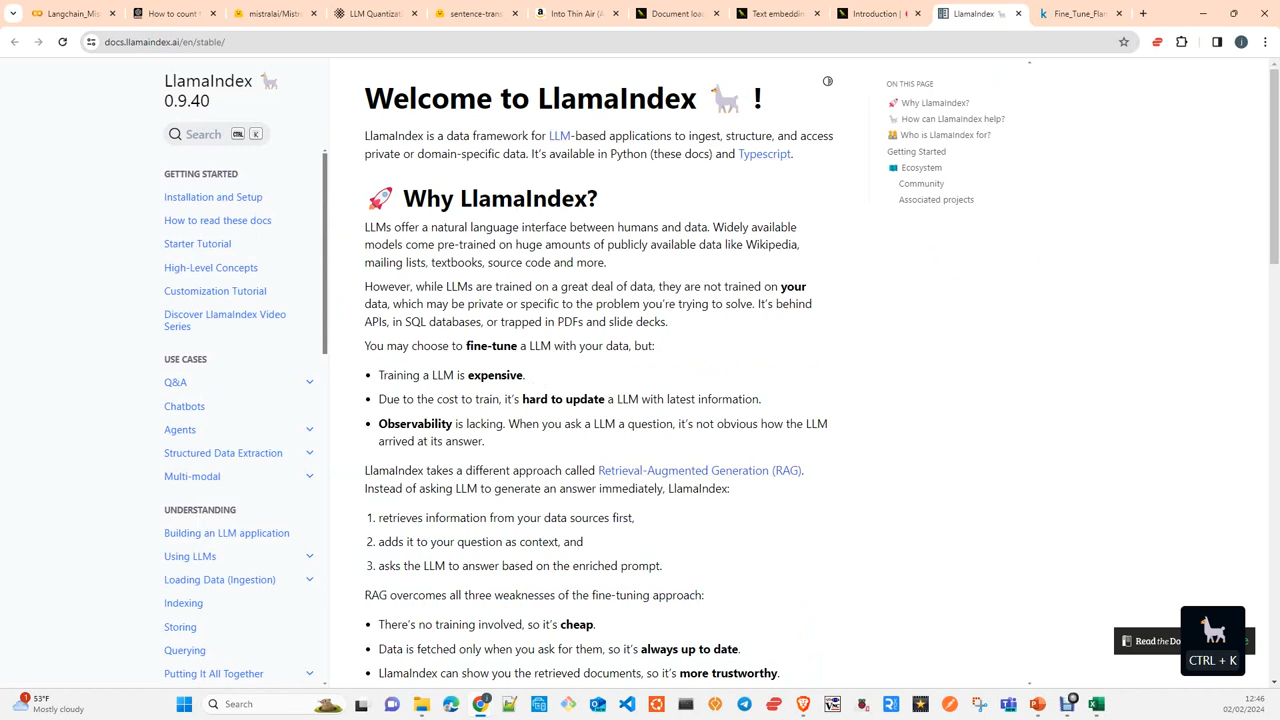 Langchain_Mis
How to count t
mistralai/Mistr
LLM Quantizati
sentence-trans
Into Thin Air (A
Document loa
Text embeddin
Introduction |
LlamaIndex
Fine_Tune_Flan
docs.llamaindex.ai/en/stable/
LlamaIndex
0.9.40
Search CTRL K
GETTING STARTED
Installation and Setup
How to read these docs
Starter Tutorial
High-Level Concepts
Customization Tutorial
Discover LlamaIndex Video
Series
USE CASES
Q&A
Chatbots
Agents
Structured Data Extraction
Multi-modal
UNDERSTANDING
Building an LLM application
Using LLMs
Loading Data (Ingestion)
Indexing
Storing
Querying
Putting It All Together
Welcome to LlamaIndex 🦙 !
LlamaIndex is a data framework for LLM-based applications to ingest, structure, and access
private or domain-specific data. It’s available in Python (these docs) and Typescript.
🚀 Why LlamaIndex?
LLMs offer a natural language interface between humans and data. Widely available
models come pre-trained on huge amounts of publicly available data like Wikipedia,
mailing lists, textbooks, source code and more.
However, while LLMs are trained on a great deal of data, they are not trained on your
data, which may be private or specific to the problem you’re trying to solve. It’s behind
APIs, in SQL databases, or trapped in PDFs and slide decks.
You may choose to fine-tune a LLM with your data, but:
• Training a LLM is expensive.
• Due to the cost to train, it’s hard to update a LLM with latest information.
• Observability is lacking. When you ask a LLM a question, it’s not obvious how the LLM
arrived at its answer.
LlamaIndex takes a different approach called Retrieval-Augmented Generation (RAG).
Instead of asking LLM to generate an answer immediately, LlamaIndex:
1. retrieves information from your data sources first,
2. adds it to your question as context, and
3. asks the LLM to answer based on the enriched prompt.
RAG overcomes all three weaknesses of the fine-tuning approach:
• There’s no training involved, so it’s cheap.
• Data is fetched only when you ask for them, so it’s always up to date.
• LlamaIndex can show you the retrieved documents, so it’s more trustworthy.
ON THIS PAGE
🚀 Why LlamaIndex?
🦙 How can LlamaIndex help?
Who is LlamaIndex for?
Getting Started
Ecosystem
Community
Associated projects
Read the Do
CTRL + K
1
53°F
Mostly cloudy
Search
12:46
02/02/2024